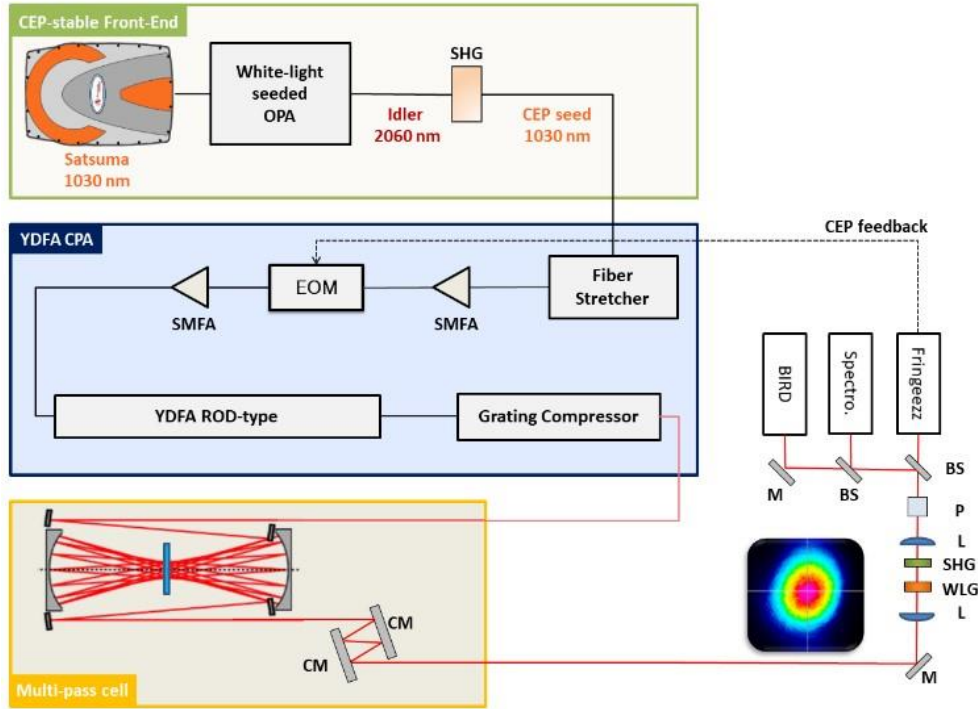 CEP-stable Front-End
SHG
White-light
seeded
OPA
Idler
2060 nm
CEP seed
1030 nm
Satsuma
1030 nm
YDFA CPA
CEP feedback
EOM
Fiber
Stretcher
SMFA
SMFA
BIRD
Spectro.
Fringeezz
YDFA ROD-type
Grating Compressor
M
BS
BS
P
L
SHG
WLG
L
CM
CM
M
Multi-pass cell